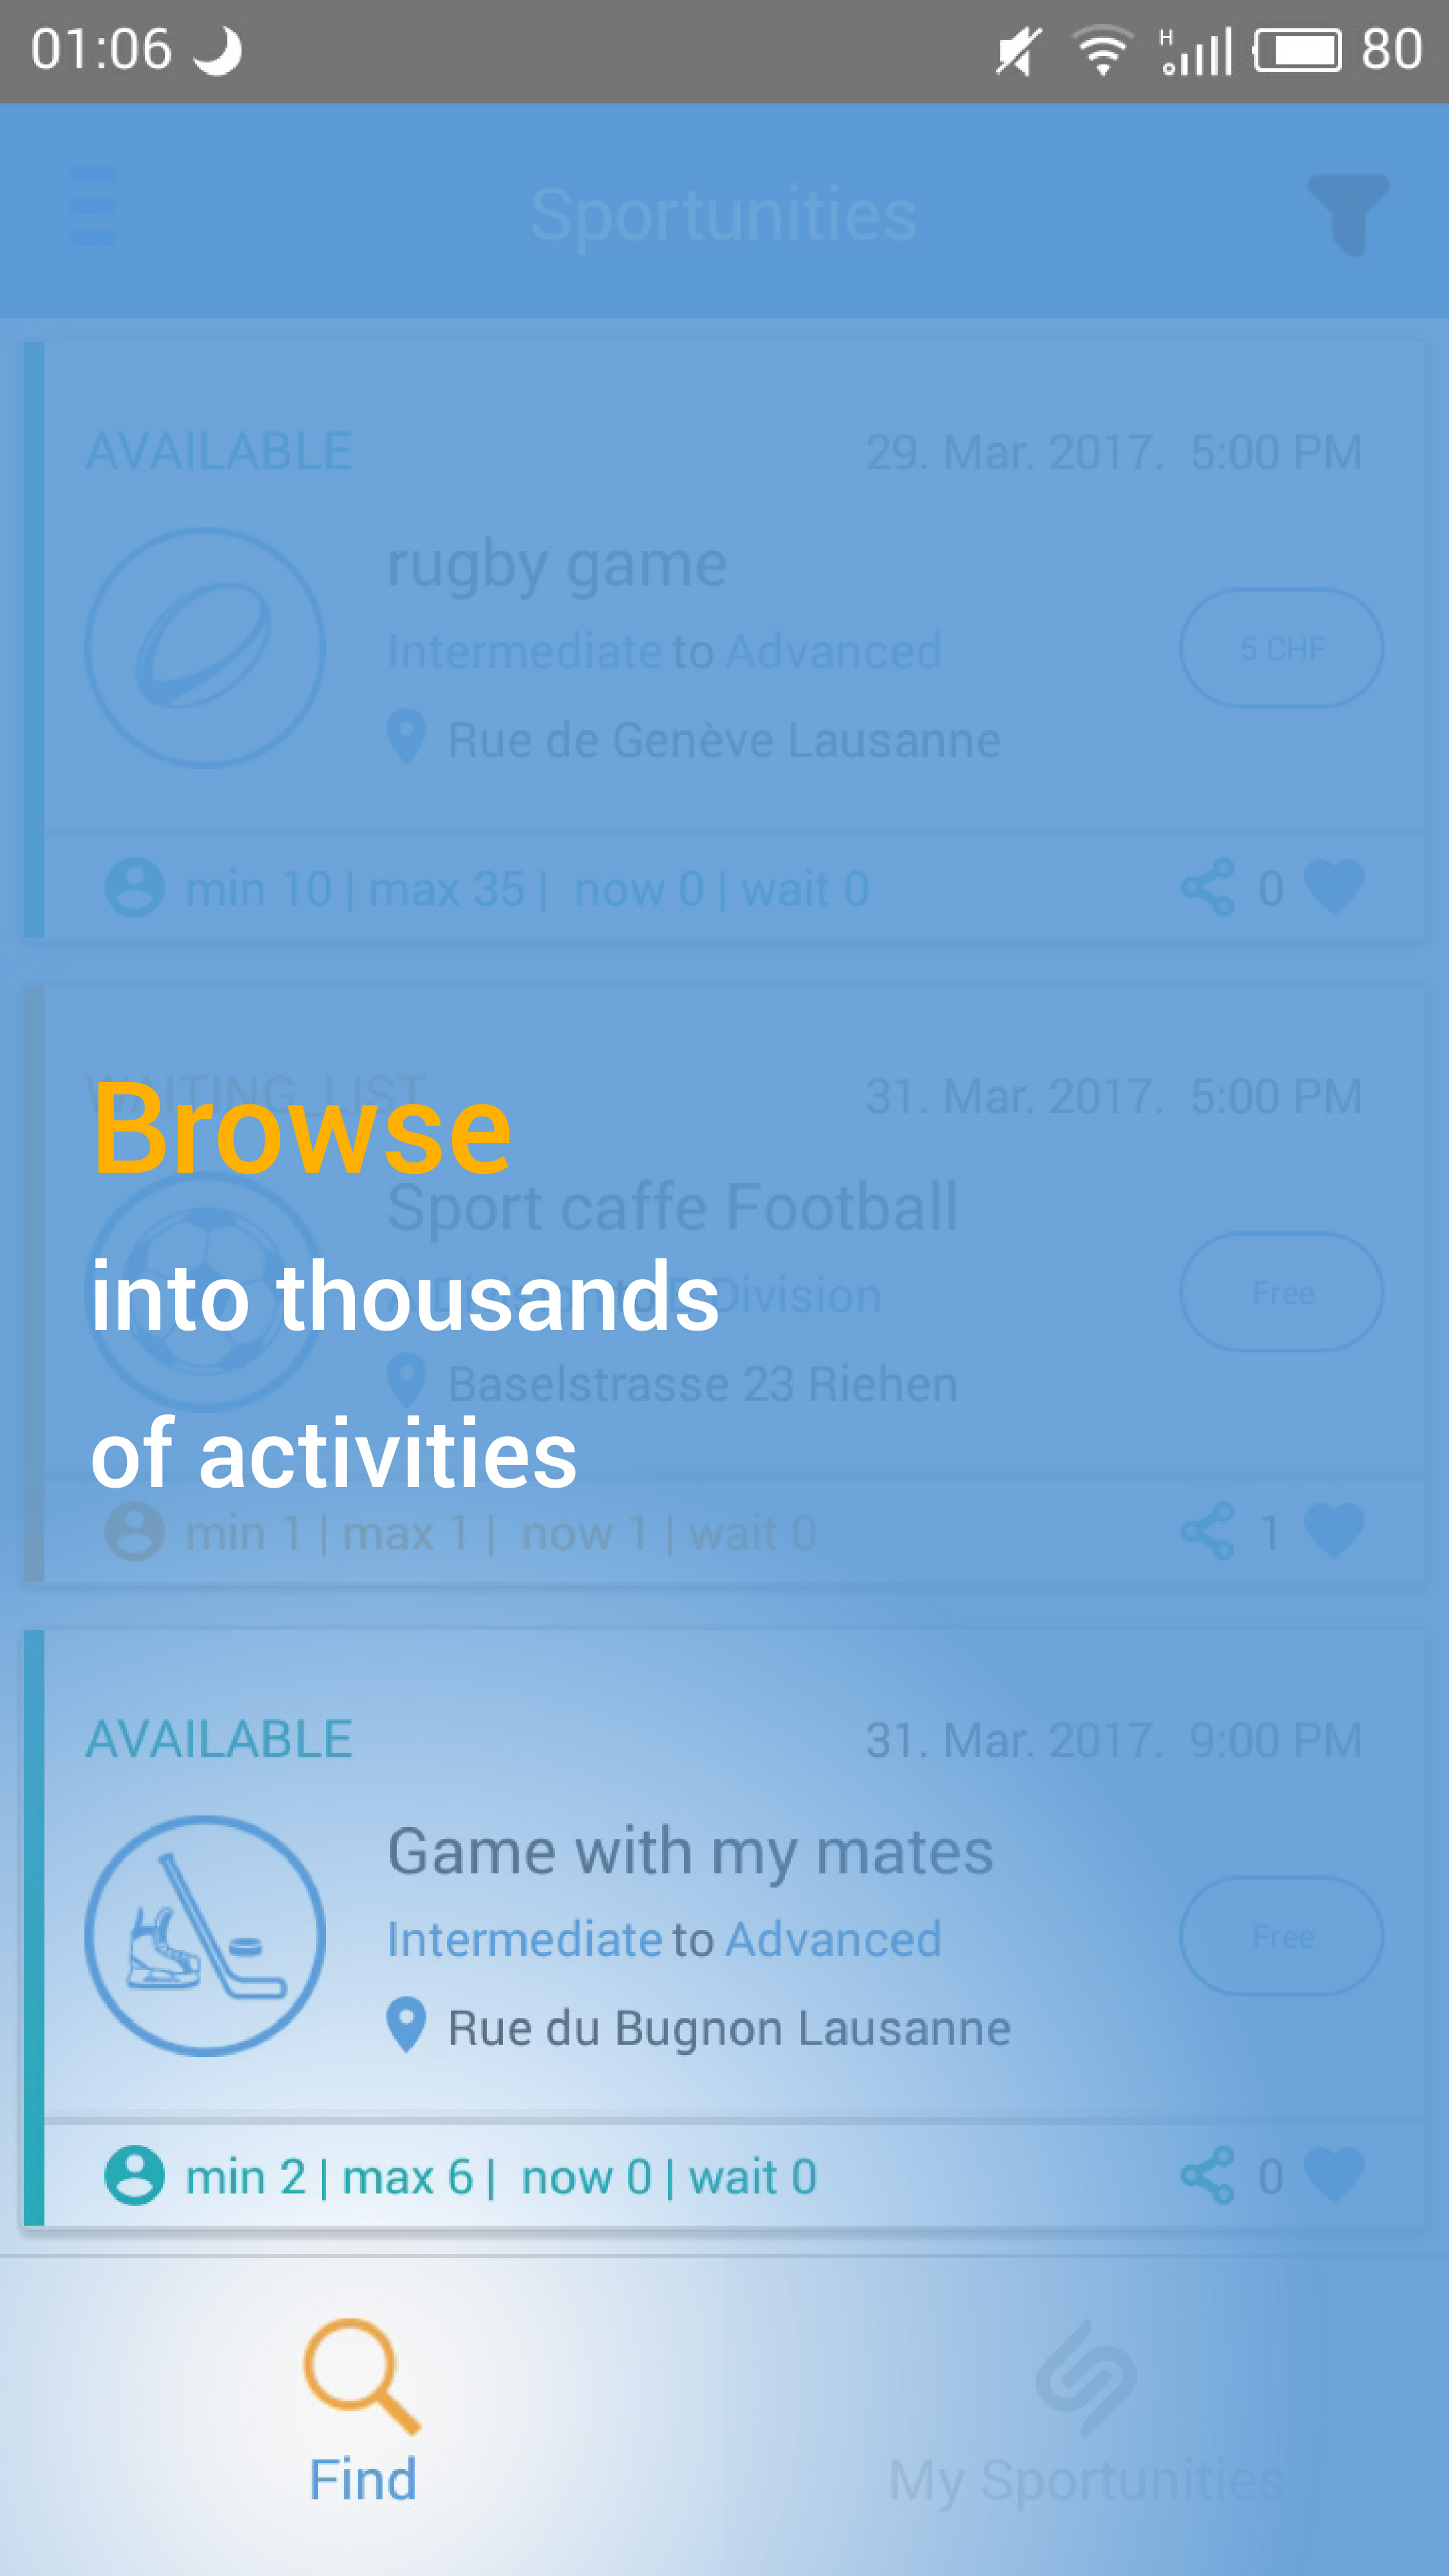 01:06
H
80
Sportunities
AVAILABLE 29. Mar. 2017. 5:00 PM
rugby game
Intermediate to Advanced
5 CHF
Rue de Genève Lausanne
min 10 | max 35 | now 0 | wait 0 0
WAITING_LIST 31. Mar. 2017. 5:00 PM
Browse
Sport caffe Football
into thousands
Division
Free
Baselstrasse 23 Riehen
of activities
min 1 | max 1 | now 1 | wait 0 1
AVAILABLE 31. Mar. 2017. 9:00 PM
Game with my mates
Intermediate to Advanced
Free
Rue du Bugnon Lausanne
min 2 | max 6 | now 0 | wait 0 0
Find My Sportunities